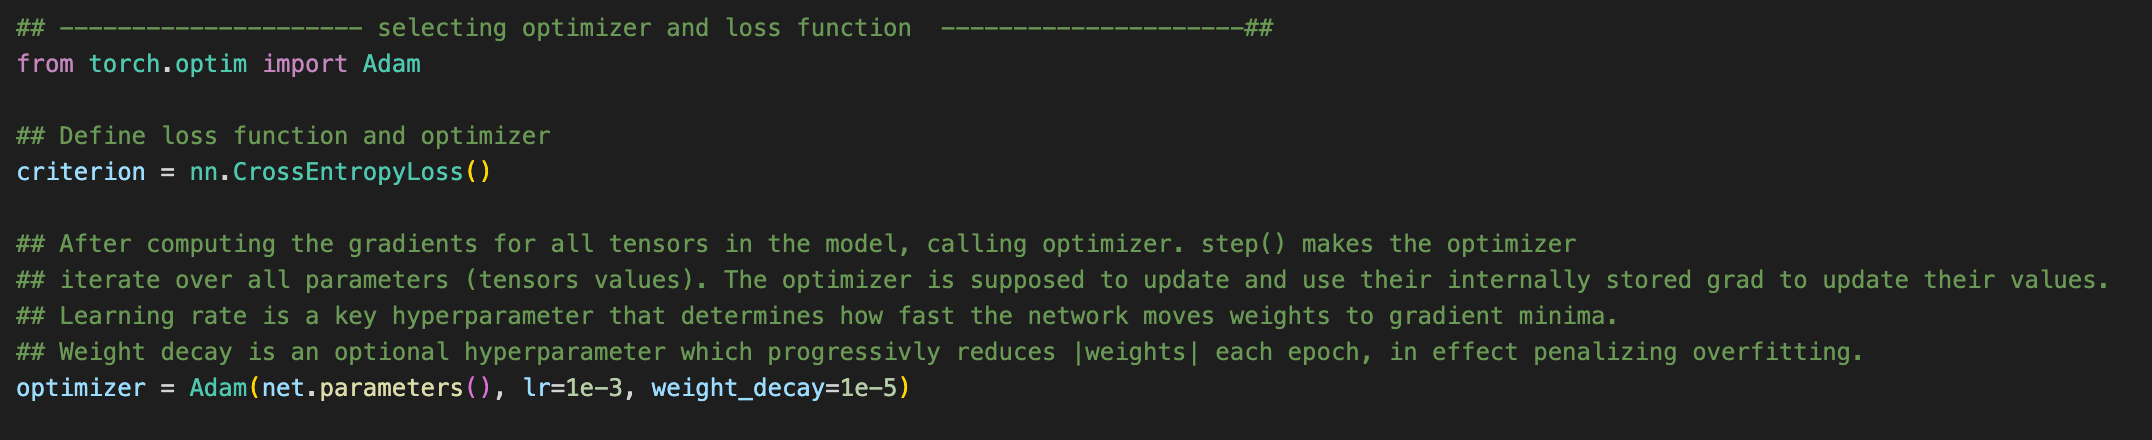 ## --------------------- selecting optimizer and loss function  ---------------------##
from torch.optim import Adam
## Define loss function and optimizer
criterion = nn.CrossEntropyLoss()
## After computing the gradients for all tensors in the model, calling optimizer. step() makes the optimizer
## iterate over all parameters (tensors values). The optimizer is supposed to update and use their internally stored grad to update their values.
## Learning rate is a key hyperparameter that determines how fast the network moves weights to gradient minima.
## Weight decay is an optional hyperparameter which progressivly reduces |weights| each epoch, in effect penalizing overfitting.
optimizer = Adam(net.parameters(), lr=1e-3, weight_decay=1e-5)